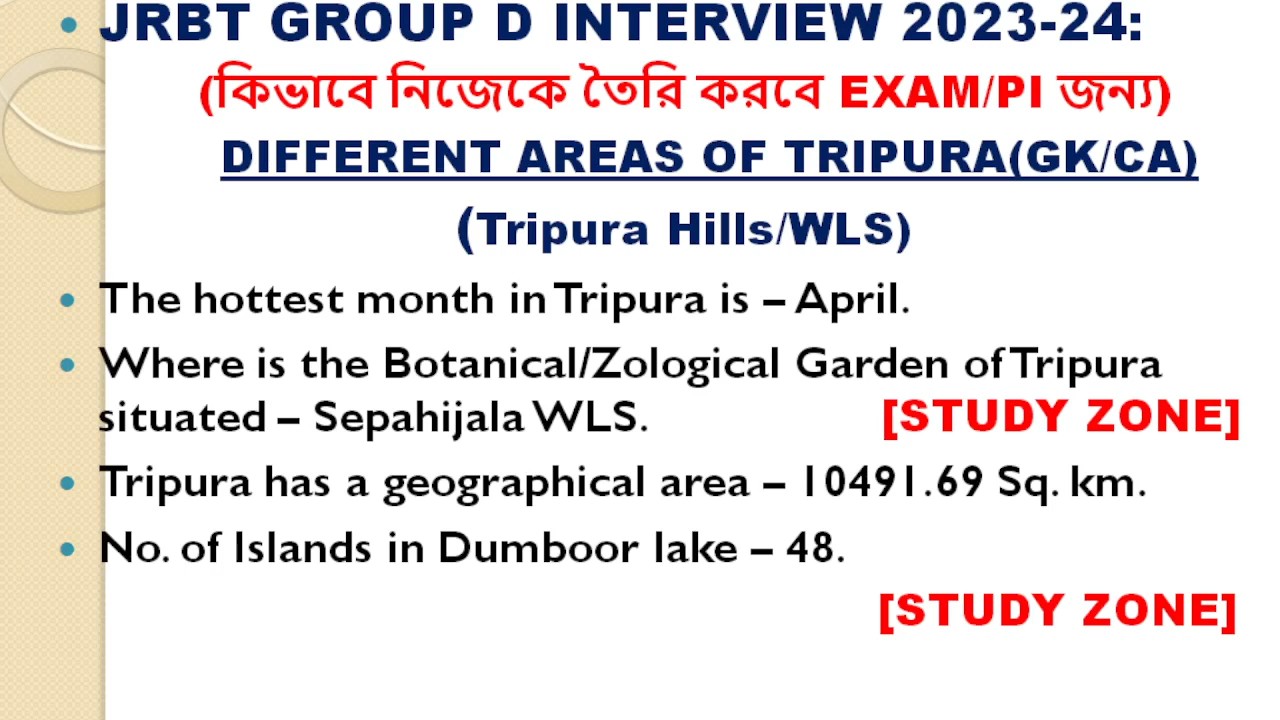 • JRBT GROUP D INTERVIEW 2023-24:
(কিভাবে নিজেকে তৈরি করবে EXAM/PI জন্য)
DIFFERENT AREAS OF TRIPURA(GK/CA)
(Tripura Hills/WLS)
• The hottest month in Tripura is – April.
• Where is the Botanical/Zological Garden of Tripura
situated – Sepahijala WLS. [STUDY ZONE]
• Tripura has a geographical area – 10491.69 Sq. km.
• No. of Islands in Dumboor lake – 48.
[STUDY ZONE]